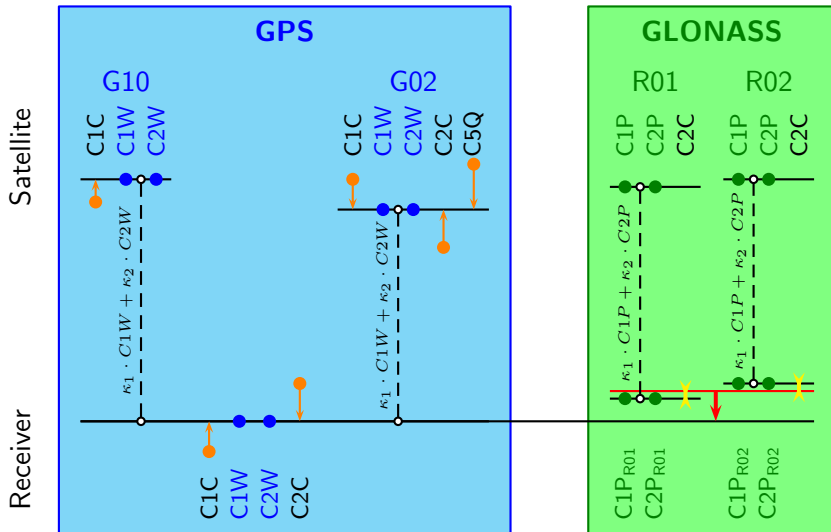 GPS
GLONASS
G10
G02
R01
R02
C1C
C1W
C2W
C1C
C1W
C2W
C2C
C5Q
C1P
C2P
C2C
C1P
C2P
C2C
Satellite
κ1 · C1W + κ2 · C2W
κ1 · C1W + κ2 · C2W
κ1 · C1P + κ2 · C2P
κ1 · C1P + κ2 · C2P
Receiver
C1C
C1W
C2W
C2C
C1PR01
C2PR01
C1PR02
C2PR02